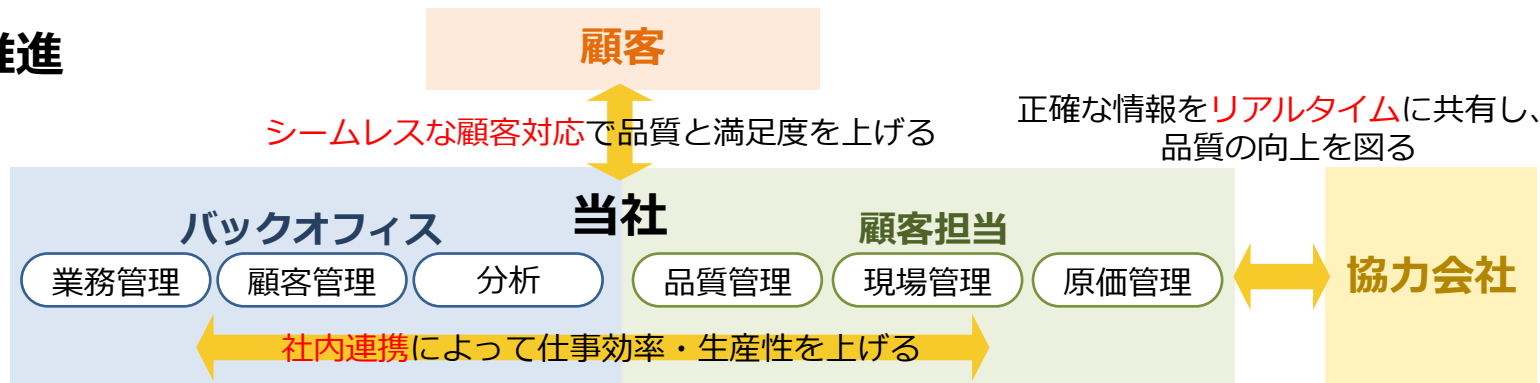 推進
顧客
シームレスな顧客対応で品質と満足度を上げる
正確な情報をリアルタイムに共有し、
品質の向上を図る
当社
バックオフィス
顧客担当
業務管理
顧客管理
分析
品質管理
現場管理
原価管理
協力会社
社内連携によって仕事効率・生産性を上げる